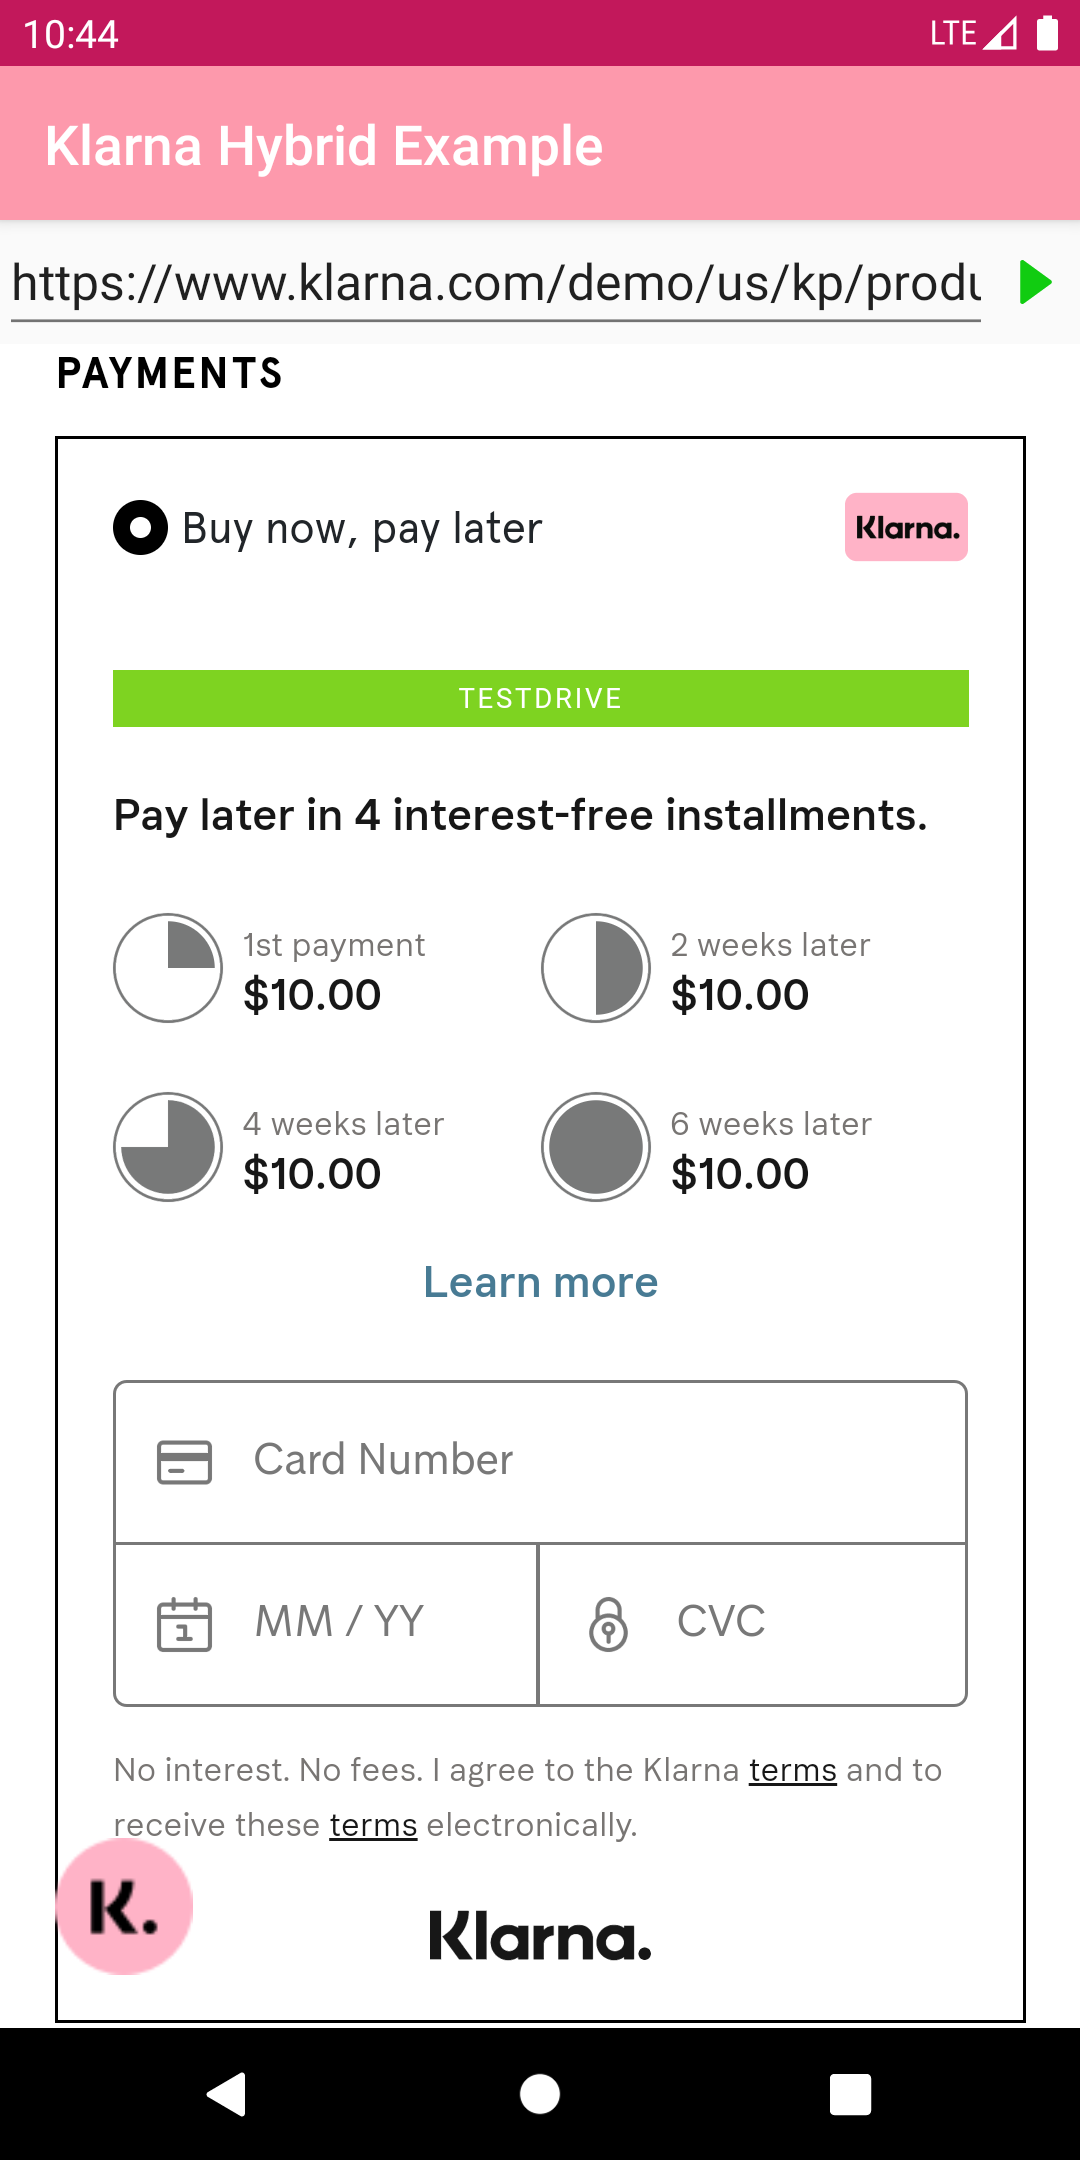 10:44 LTE
Klarna Hybrid Example
https://www.klarna.com/demo/us/kp/produ
PAYMENTS
Buy now, pay later Klarna.
TESTDRIVE
Pay later in 4 interest-free installments.
1st payment 2 weeks later
$10.00 $10.00
4 weeks later 6 weeks later
$10.00 $10.00
Learn more
Card Number
1 MM / YY CVC
No interest. No fees. I agree to the Klarna terms and to
receive these terms electronically.
K.
Klarna.